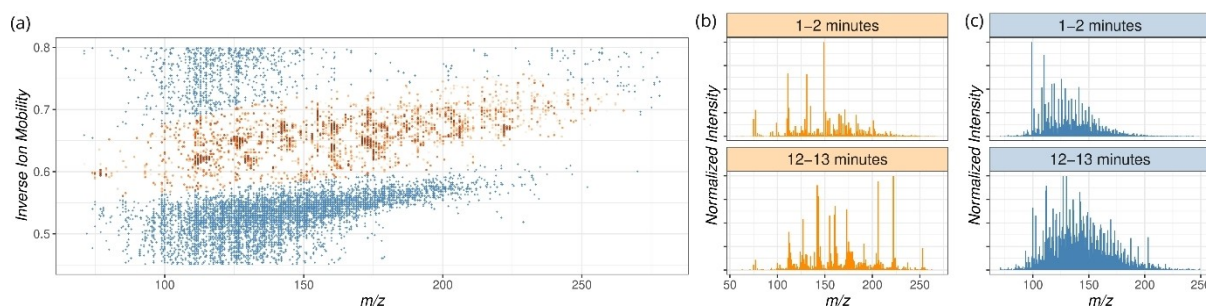 (a)
Inverse Ion Mobility
0.8
0.7
0.6
0.5
100
150
200
250
m/z
(b)
1−2 minutes
12−13 minutes
Normalized Intensity
50
100
150
200
250
m/z
(c)
1−2 minutes
12−13 minutes
Normalized Intensity
50
100
150
200
250
m/z